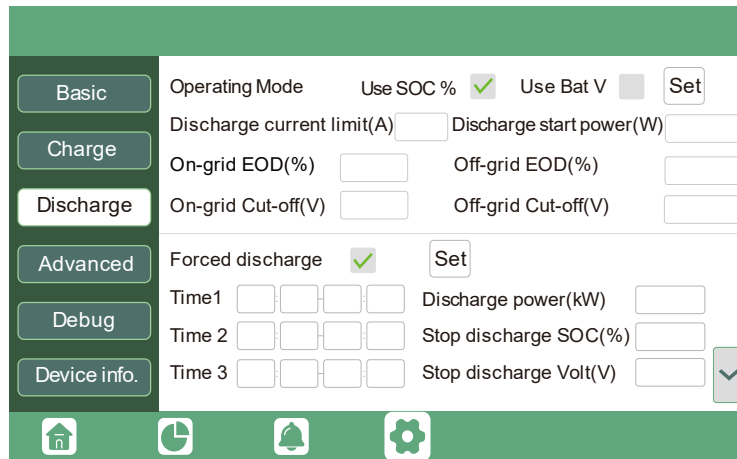 Basic
Charge
Discharge
Advanced
Debug
Device info.
Operating Mode Use SOC % Use Bat V Set
Discharge current limit(A) Discharge start power(W)
On-grid EOD(%) Off-grid EOD(%)
On-grid Cut-off(V) Off-grid Cut-off(V)
Forced discharge Set
Time1 : - : Discharge power(kW)
Time 2 : - : Stop discharge SOC(%)
Time 3 : - : Stop discharge Volt(V)